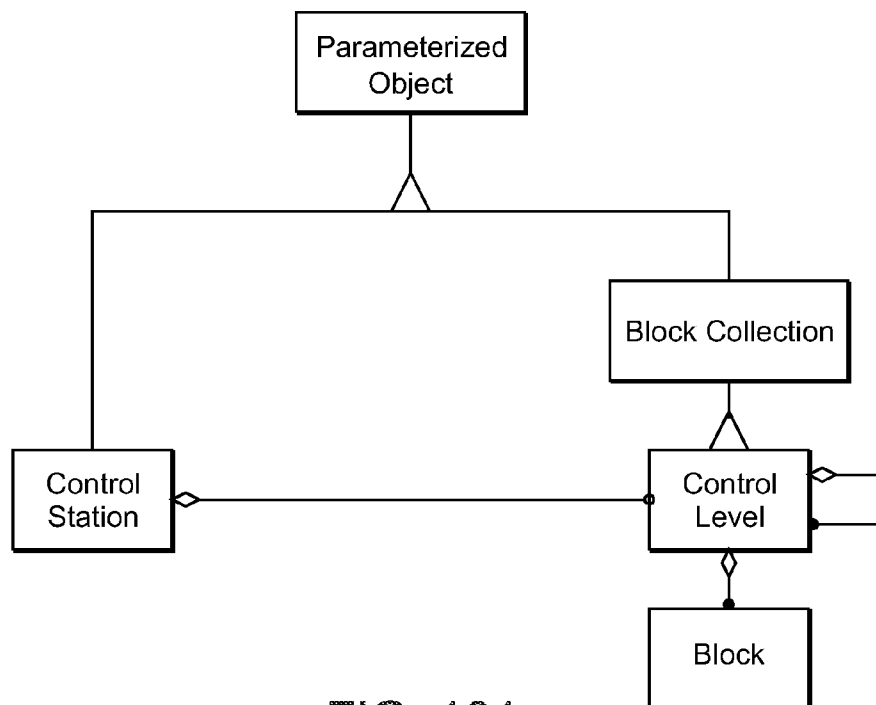 Parameterized
Object
Block Collection
Control
Station
Control
Level
Block